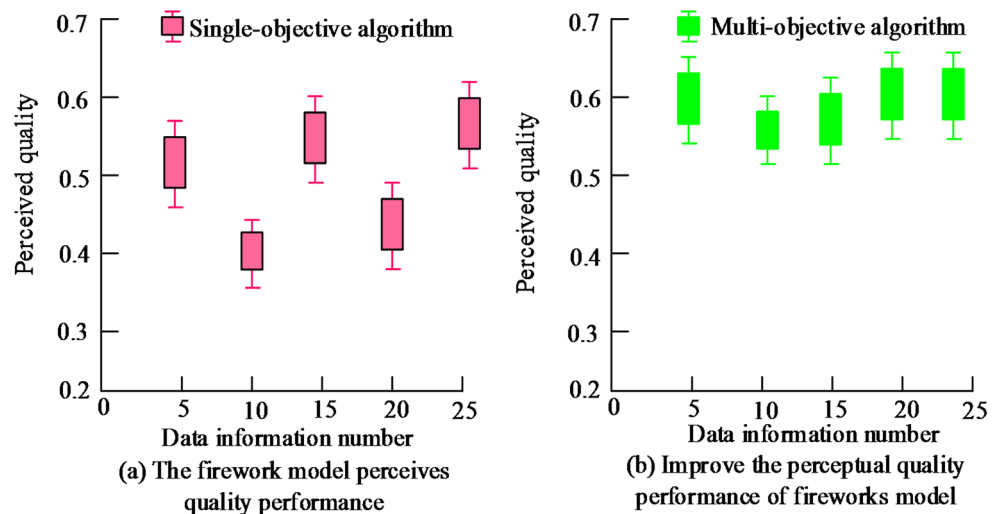 0.7
0.6
0.5
0.4
0.3
0.2
Perceived quality
Single-objective algorithm
0 5 10 15 20 25
Data information number
(a) The firework model perceives
quality performance
0.7
0.6
0.5
0.4
0.3
0.2
Perceived quality
Multi-objective algorithm
0 5 10 15 20 25
Data information number
(b) Improve the perceptual quality
performance of fireworks model